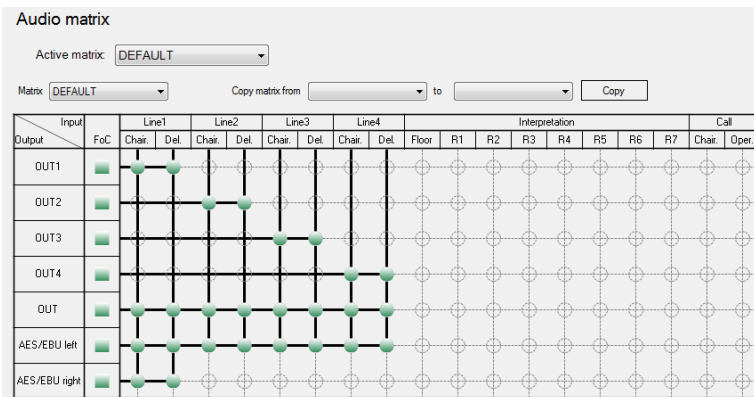 Audio matrix
Active matrix: DEFAULT
Matrix DEFAULT Copy matrix from to Copy
Input Line1 Line2 Line3 Line4 Interpretation Call
Output FoC Chair. Del. Chair. Del. Chair. Del. Chair. Del. Floor R1 R2 R3 R4 R5 R6 R7 Chair. Oper.
OUT1
OUT2
OUT3
OUT4
OUT
AES/EBU left
AES/EBU right